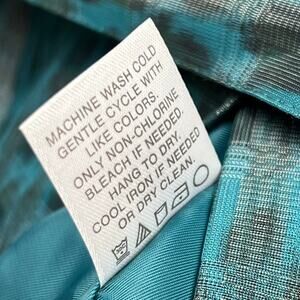 MACHINE WASH COLD
GENTLE CYCLE WITH
LIKE COLORS.
ONLY NON-CHLORINE
BLEACH IF NEEDED.
HANG TO DRY.
COOL IRON IF NEEDED
OR DRY CLEAN.